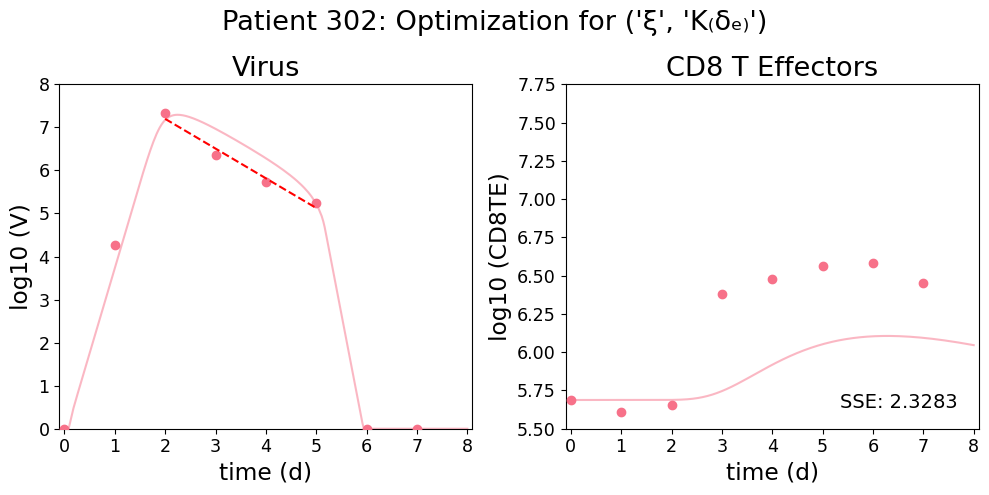 Patient 302: Optimization for ('ξ', 'K₍δₑ₎')
Virus
CD8 T Effectors
log10 (V)
8
7
6
5
4
3
2
1
0
0 1 2 3 4 5 6 7 8
time (d)
log10 (CD8TE)
7.75
7.50
7.25
7.00
6.75
6.50
6.25
6.00
5.75
5.50
SSE: 2.3283
0 1 2 3 4 5 6 7 8
time (d)